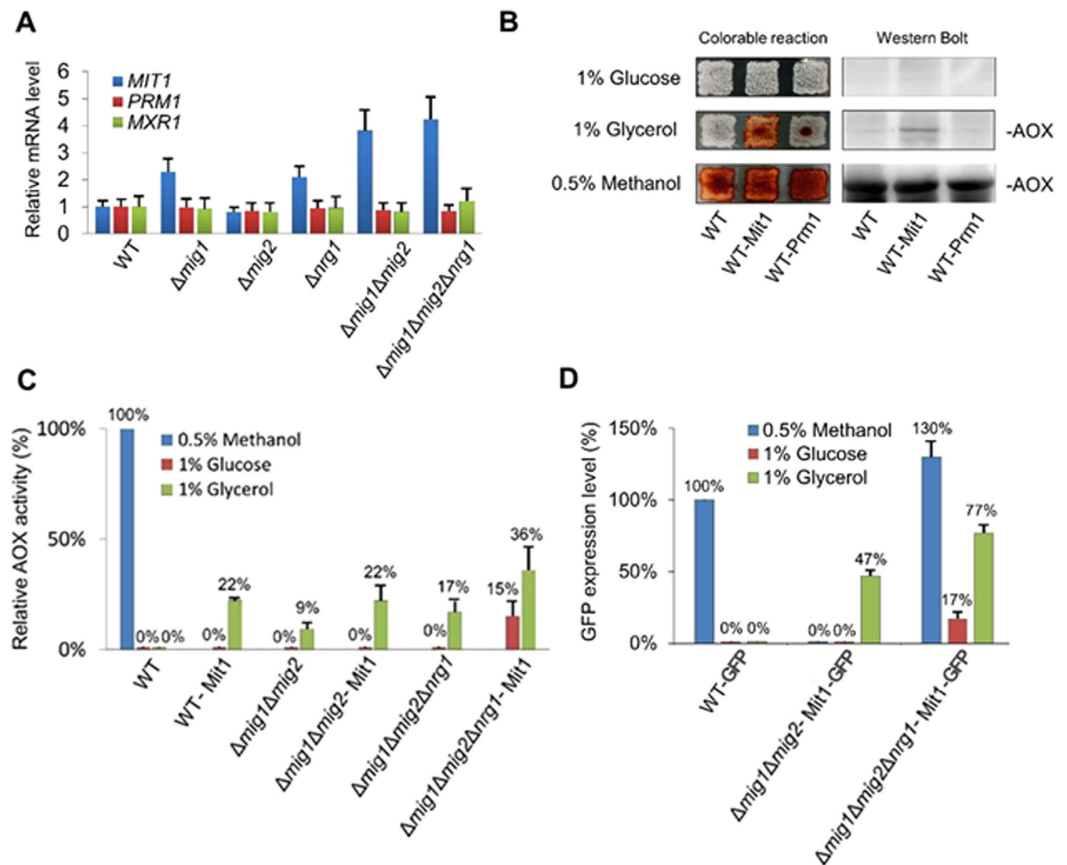 A
Relative mRNA level
6
5
4
3
2
1
0
MIT1
PRM1
MXR1
WT
Δmig1
Δmig2
Δnrg1
Δmig1Δmig2
Δmig1Δmig2Δnrg1
B
Colorable reaction
Western Bolt
1% Glucose
1% Glycerol
-AOX
0.5% Methanol
-AOX
WT
WT-Mit1
WT-Prm1
WT
WT-Mit1
WT-Prm1
C
Relative AOX activity (%)
100%
50%
0%
0.5% Methanol
1% Glucose
1% Glycerol
100%
0% 0%
0%
22%
0%
9%
0%
22%
0%
17%
15%
36%
WT
WT- Mit1
Δmig1Δmig2
Δmig1Δmig2- Mit1
Δmig1Δmig2Δnrg1
Δmig1Δmig2Δnrg1- Mit1
D
GFP expression level (%)
150%
100%
50%
0%
0.5% Methanol
1% Glucose
1% Glycerol
100%
0% 0%
0% 0%
47%
130%
17%
77%
WT-GFP
Δmig1Δmig2- Mit1-GFP
Δmig1Δmig2Δnrg1- Mit1-GFP